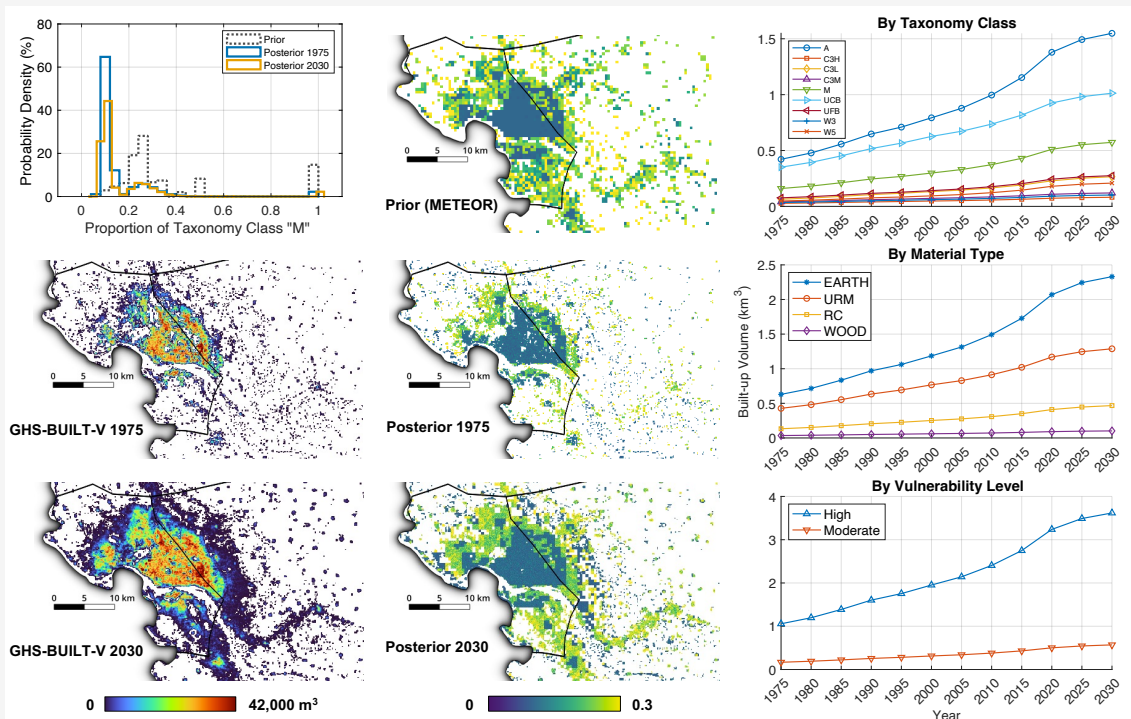 80
60
40
20
0
Probability Density (%)
Prior
Posterior 1975
Posterior 2030
0 0.2 0.4 0.6 0.8 1
Proportion of Taxonomy Class "M"
0 5 10 km
Prior (METEOR)
By Taxonomy Class
1.5
1
0.5
0
A
C3H
C3L
C3M
M
UCB
UFB
W3
W5
1975 1980 1985 1990 1995 2000 2005 2010 2015 2020 2025 2030
0 5 10 km
GHS-BUILT-V 1975
0 5 10 km
Posterior 1975
By Material Type
2.5
2
1.5
1
0.5
0
Built-up Volume (km³)
EARTH
URM
RC
WOOD
1975 1980 1985 1990 1995 2000 2005 2010 2015 2020 2025 2030
0 5 10 km
GHS-BUILT-V 2030
0 42,000 m³
0 5 10 km
Posterior 2030
0 0.3
By Vulnerability Level
4
3
2
1
0
High
Moderate
1975 1980 1985 1990 1995 2000 2005 2010 2015 2020 2025 2030
Year